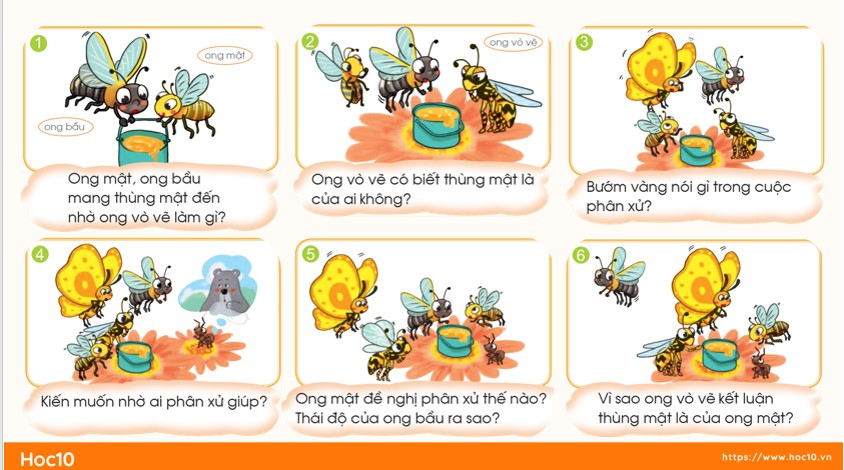 1
ong mật
ong bầu
Ong mật, ong bầu
mang thùng mật đến
nhờ ong vò vẽ làm gì?
2
ong vò vẽ
Ong vò vẽ có biết thùng mật là
của ai không?
3
Bướm vàng nói gì trong cuộc
phân xử?
4
Kiến muốn nhờ ai phân xử giúp?
5
Ong mật đề nghị phân xử thế nào?
Thái độ của ong bầu ra sao?
6
Vì sao ong vò vẽ kết luận
thùng mật là của ong mật?
Hoc10
https://www.hoc10.vn